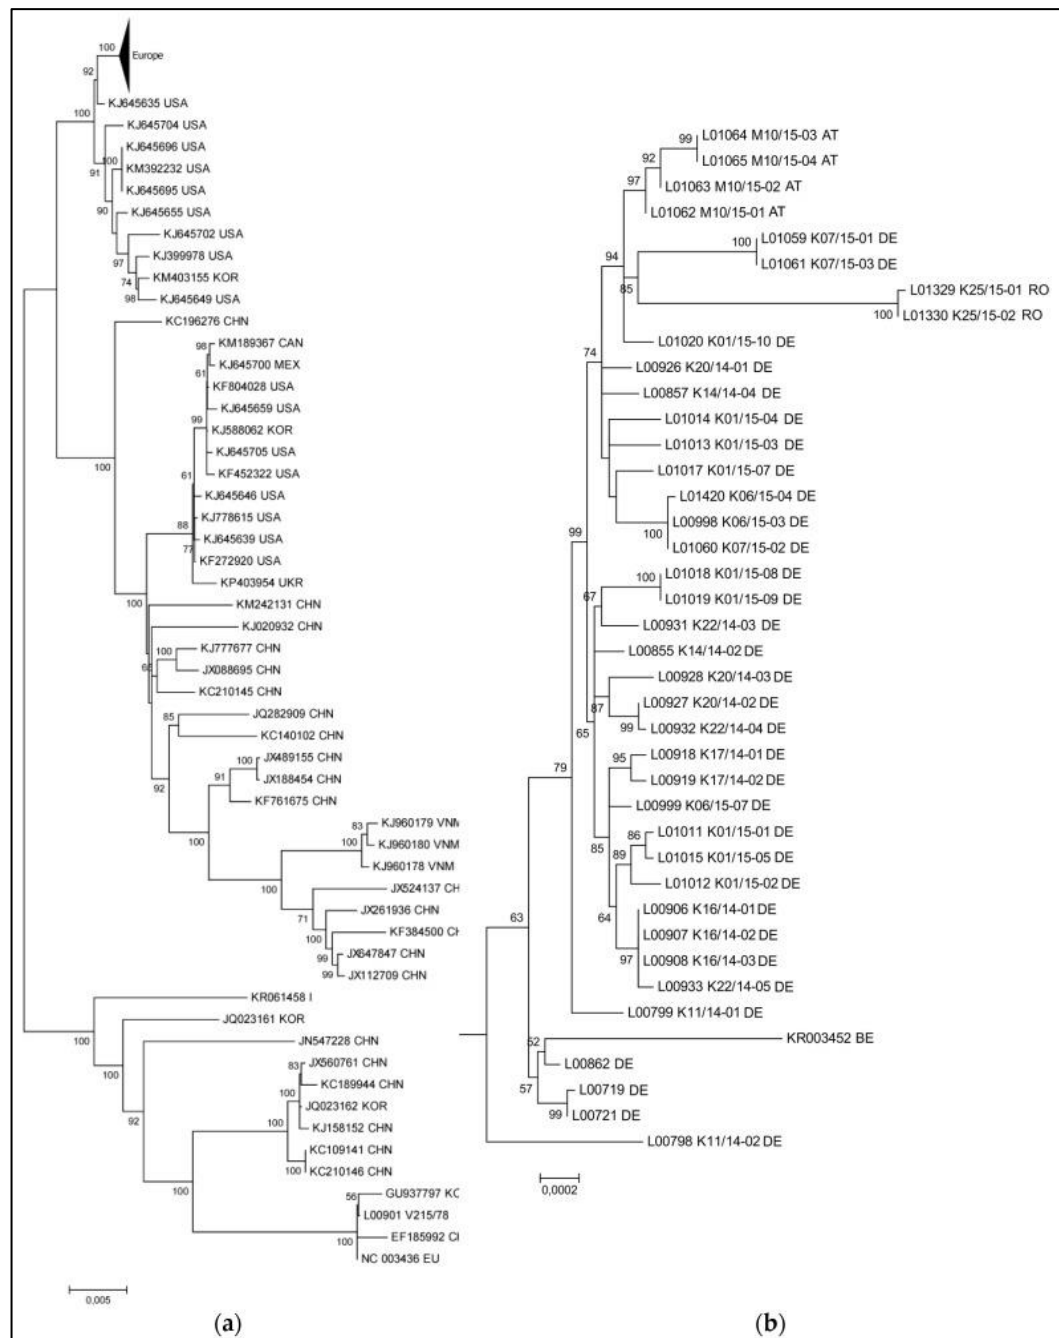 100
Europe
92
KJ645635 USA
100
KJ645704 USA
KJ645696 USA
100
KM392232 USA
91
KJ645695 USA
90
KJ645655 USA
KJ645702 USA
97
KJ399978 USA
74
KM403155 KOR
98
KJ645649 USA
KC196276 CHN
98
KM189367 CAN
KJ645700 MEX
61
KF804028 USA
KJ645659 USA
99
KJ588062 KOR
KJ645705 USA
100
61
KF452322 USA
KJ645646 USA
KJ778615 USA
88
KJ645639 USA
77
KF272920 USA
KP403954 UKR
100
KM242131 CHN
KJ020932 CHN
KJ777677 CHN
100
JX088695 CHN
KC210145 CHN
85
JQ282909 CHN
KC140102 CHN
JX489155 CHN
100
JX188454 CHN
91
92
KF761675 CHN
KJ960179 VNM
83
KJ960180 VNM
100
100
KJ960178 VNM
100
JX524137 CH
JX261936 CHN
71
KF384500 CH
100
99
JX647847 CHN
99
JX112709 CHN
KR061458 I
JQ023161 KOR
100
JN547228 CHN
100
83
JX560761 CHN
KC189944 CHN
100
JQ023162 KOR
92
KJ158152 CHN
100
KC109141 CHN
100
KC210146 CHN
100
56
GU937797 KO
L00901 V215/78
EF185992 CI
100
NC 003436 EU
0,005
(a)
99
L01064 M10/15-03 AT
92
L01065 M10/15-04 AT
97
L01063 M10/15-02 AT
L01062 M10/15-01 AT
100
L01059 K07/15-01 DE
94
L01061 K07/15-03 DE
85
L01329 K25/15-01 RO
100
L01330 K25/15-02 RO
L01020 K01/15-10 DE
74
L00926 K20/14-01 DE
L00857 K14/14-04 DE
L01014 K01/15-04 DE
L01013 K01/15-03 DE
L01017 K01/15-07 DE
L01420 K06/15-04 DE
99
L00998 K06/15-03 DE
100
L01060 K07/15-02 DE
100
L01018 K01/15-08 DE
67
L01019 K01/15-09 DE
L00931 K22/14-03 DE
L00855 K14/14-02 DE
L00928 K20/14-03 DE
87
L00927 K20/14-02 DE
65
99
L00932 K22/14-04 DE
95
L00918 K17/14-01 DE
79
L00919 K17/14-02 DE
L00999 K06/15-07 DE
86
L01011 K01/15-01 DE
85
89
L01015 K01/15-05 DE
L01012 K01/15-02 DE
64
L00906 K16/14-01 DE
63
L00907 K16/14-02 DE
97
L00908 K16/14-03 DE
L00933 K22/14-05 DE
L00799 K11/14-01 DE
52
KR003452 BE
L00862 DE
57
L00719 DE
99
L00721 DE
L00798 K11/14-02 DE
0,0002
(b)